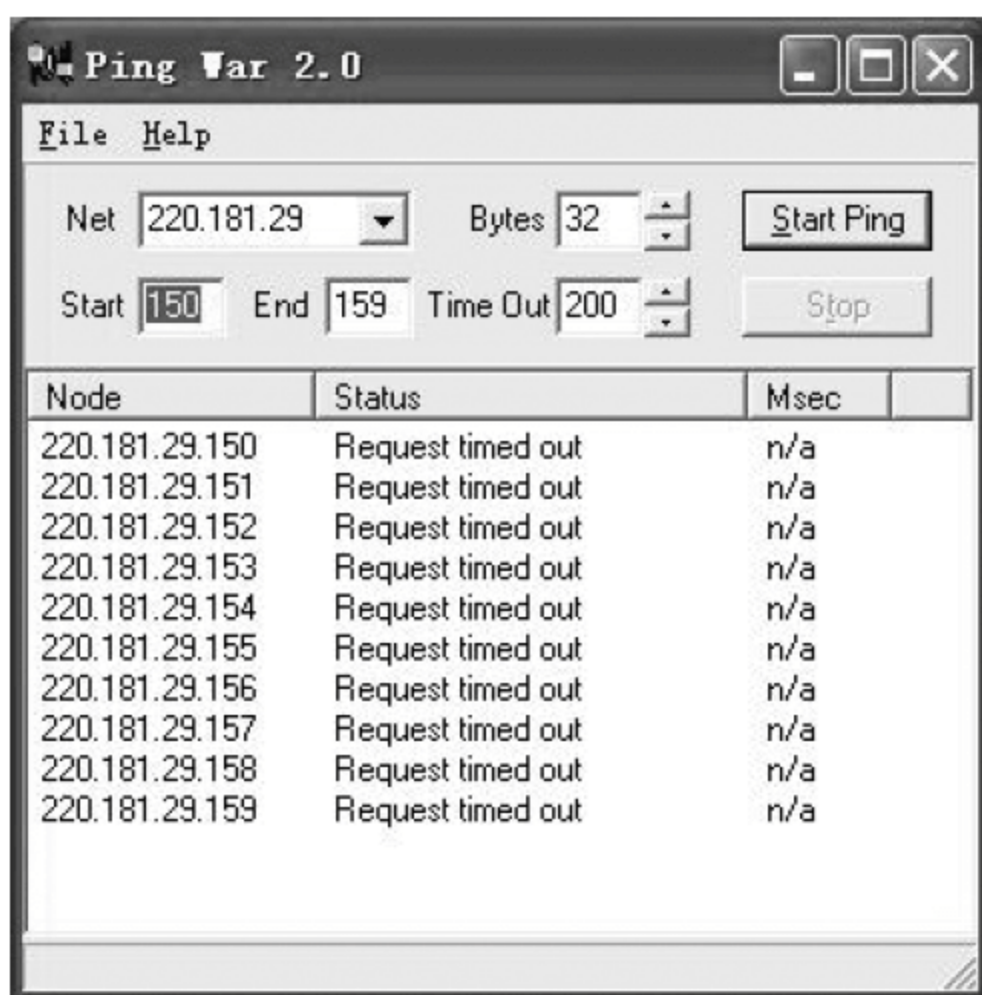 Ping War 2.0
File Help
Net 220.181.29 Bytes 32 Start Ping
Start 150 End 159 Time Out 200 Stop
Node Status Msec
220.181.29.150 Request timed out n/a
220.181.29.151 Request timed out n/a
220.181.29.152 Request timed out n/a
220.181.29.153 Request timed out n/a
220.181.29.154 Request timed out n/a
220.181.29.155 Request timed out n/a
220.181.29.156 Request timed out n/a
220.181.29.157 Request timed out n/a
220.181.29.158 Request timed out n/a
220.181.29.159 Request timed out n/a